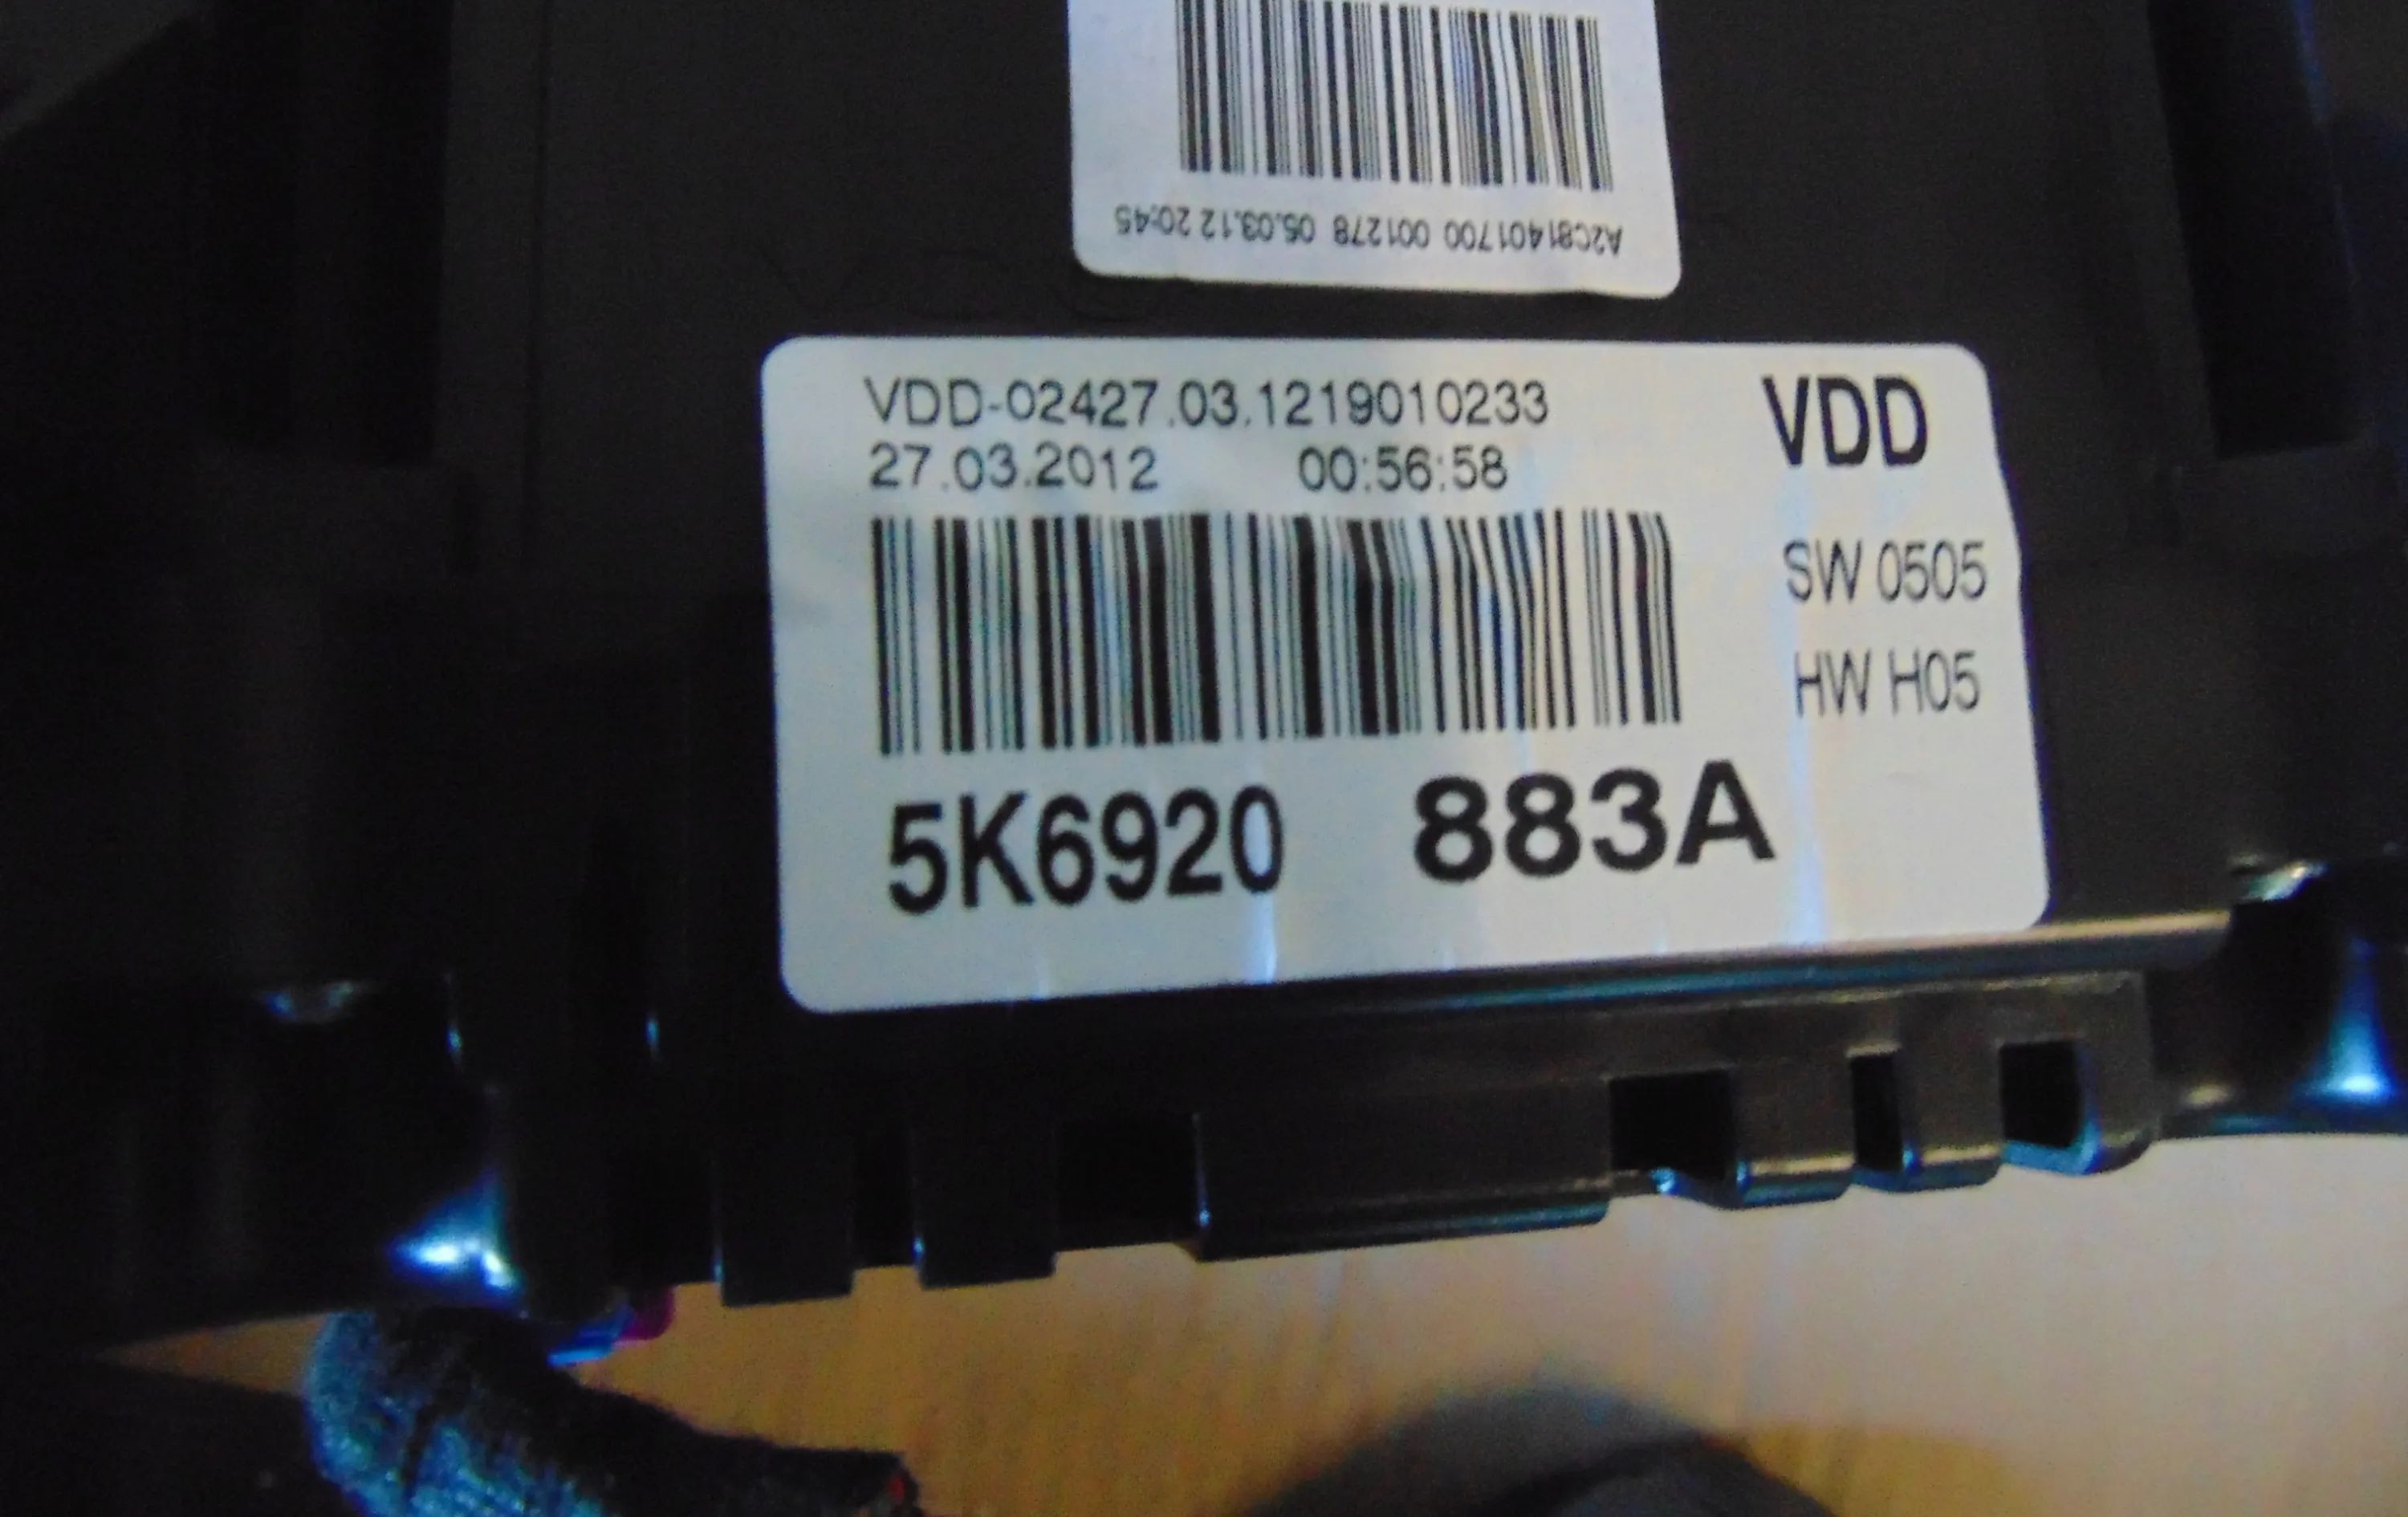 A2C81401700 001278 05.03.12 20:45
VDD-02427.03.1219010233
27.03.2012 00:56:58
VDD
SW 0505
HW H05
5K6920 883A